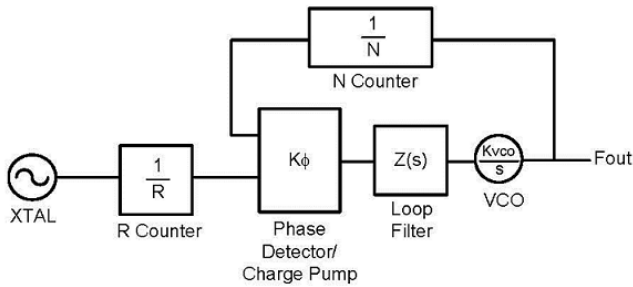 1
N
N Counter
XTAL
1
R
R Counter
Kϕ
Phase
Detector/
Charge Pump
Z(s)
Loop
Filter
Kvco
s
VCO
Fout